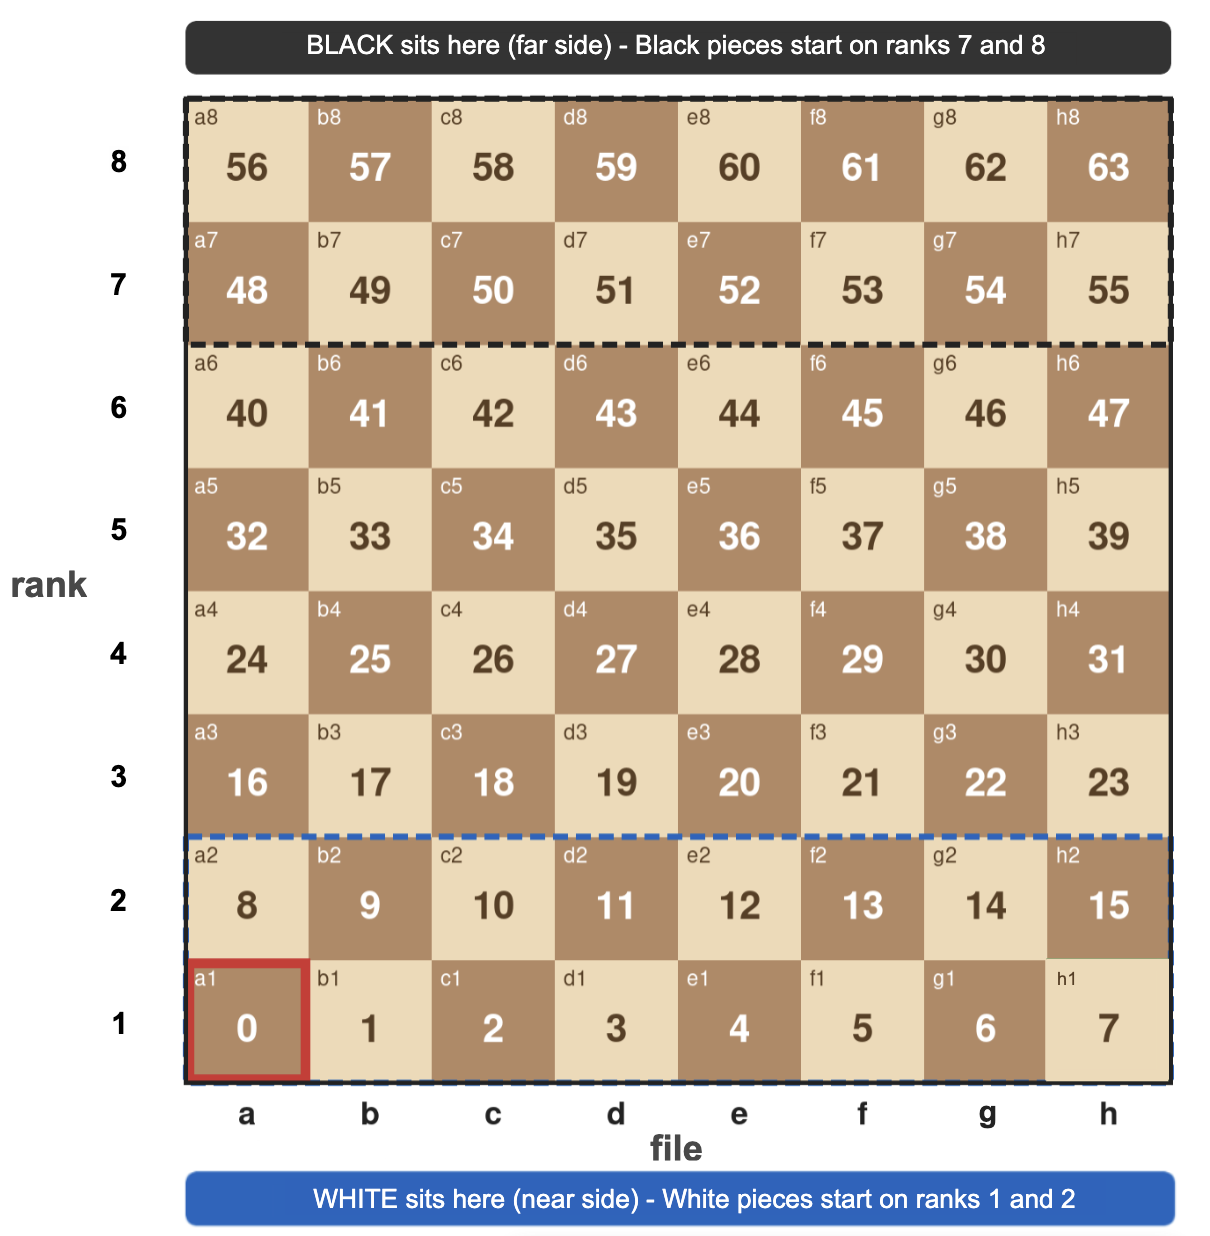 BLACK sits here (far side) - Black pieces start on ranks 7 and 8
a8 b8 c8 d8 e8 f8 g8 h8
8 56 57 58 59 60 61 62 63
a7 b7 c7 d7 e7 f7 g7 h7
7 48 49 50 51 52 53 54 55
a6 b6 c6 d6 e6 f6 g6 h6
6 40 41 42 43 44 45 46 47
a5 b5 c5 d5 e5 f5 g5 h5
5 32 33 34 35 36 37 38 39
rank
a4 b4 c4 d4 e4 f4 g4 h4
4 24 25 26 27 28 29 30 31
a3 b3 c3 d3 e3 f3 g3 h3
3 16 17 18 19 20 21 22 23
a2 b2 c2 d2 e2 f2 g2 h2
2 8 9 10 11 12 13 14 15
a1 b1 c1 d1 e1 f1 g1 h1
1 0 1 2 3 4 5 6 7
a b c d e f g h
file
WHITE sits here (near side) - White pieces start on ranks 1 and 2